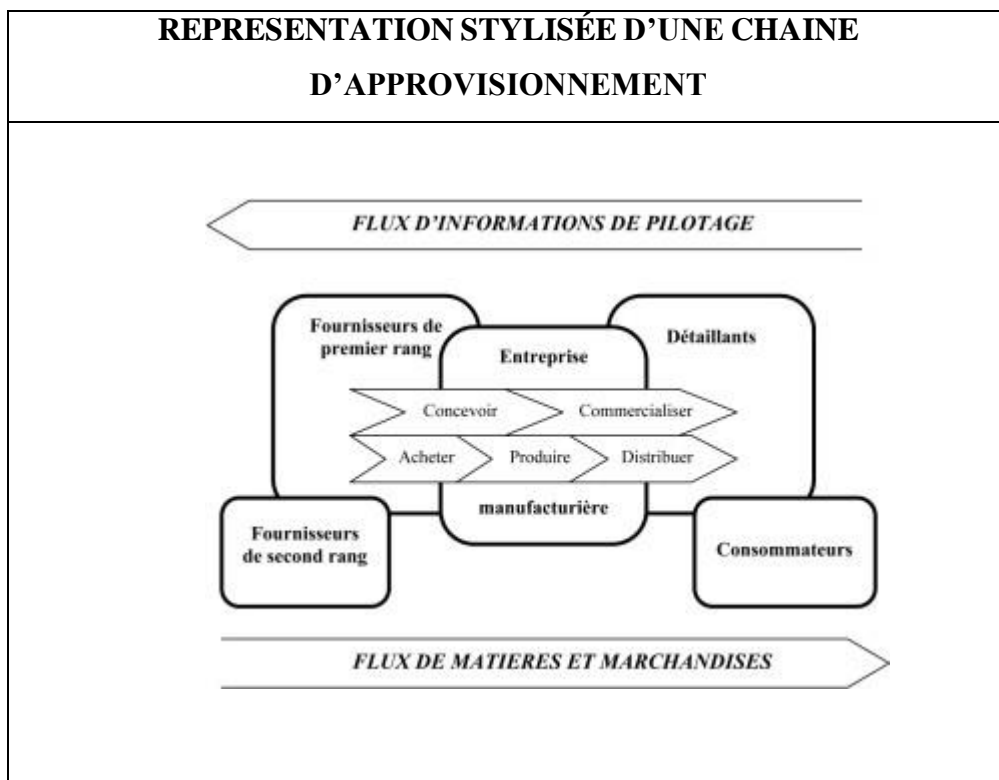 REPRESENTATION STYLISÉE D’UNE CHAINE
D’APPROVISIONNEMENT
FLUX D’INFORMATIONS DE PILOTAGE
Fournisseurs de
premier rang
Entreprise
Détaillants
Concevoir
Commercialiser
Acheter
Produire
Distribuer
manufacturière
Fournisseurs
de second rang
Consommateurs
FLUX DE MATIERES ET MARCHANDISES